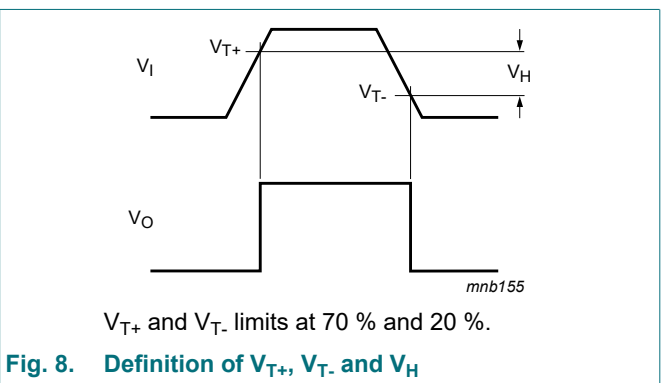 V_T+
V_I
V_H
V_T-
V_O
mnb155
V_T+ and V_T- limits at 70 % and 20 %.
Fig. 8. Definition of V_T+, V_T- and V_H